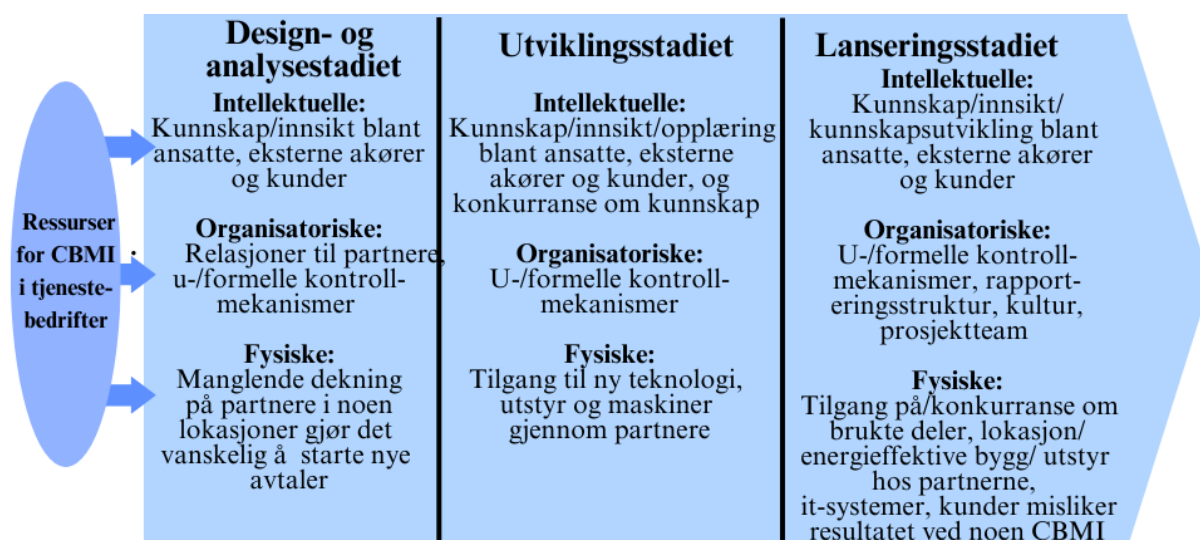 Ressurser
for CBMI
i tjeneste-
bedrifter
Design- og
analysestadiet
Intellektuelle:
Kunnskap/innsikt blant
ansatte, eksterne akører
og kunder
Organisatoriske:
Relasjoner til partnere,
u-/formelle kontroll-
mekanismer
Fysiske:
Manglende dekning
på partnere i noen
lokasjoner gjør det
vanskelig å starte nye
avtaler
Utviklingsstadiet
Intellektuelle:
Kunnskap/innsikt/opplæring
blant ansatte, eksterne
akører og kunder, og
konkurranse om kunnskap
Organisatoriske:
U-/formelle kontroll-
mekanismer
Fysiske:
Tilgang til ny teknologi,
utstyr og maskiner
gjennom partnere
Lanseringsstadiet
Intellektuelle:
Kunnskap/innsikt/
kunnskapsutvikling blant
ansatte, eksterne akører
og kunder
Organisatoriske:
U-/formelle kontroll-
mekanismer, rapport-
eringsstruktur, kultur,
prosjektteam
Fysiske:
Tilgang på/konkurranse om
brukte deler, lokasjon/
energieffektive bygg/ utstyr
hos partnerne,
it-systemer, kunder misliker
resultatet ved noen CBMI